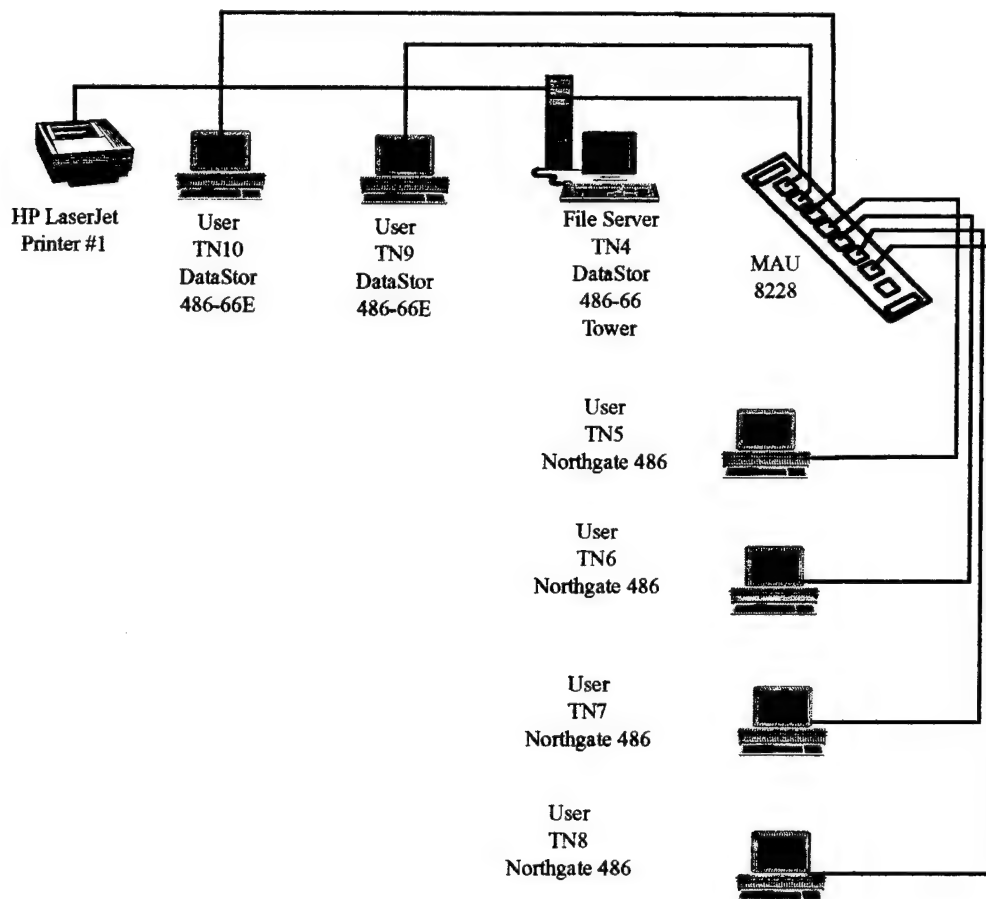 HP LaserJet
Printer #1
User
TN10
DataStor
486-66E
User
TN9
DataStor
486-66E
File Server
TN4
DataStor
486-66
Tower
MAU
8228
User
TN5
Northgate 486
User
TN6
Northgate 486
User
TN7
Northgate 486
User
TN8
Northgate 486